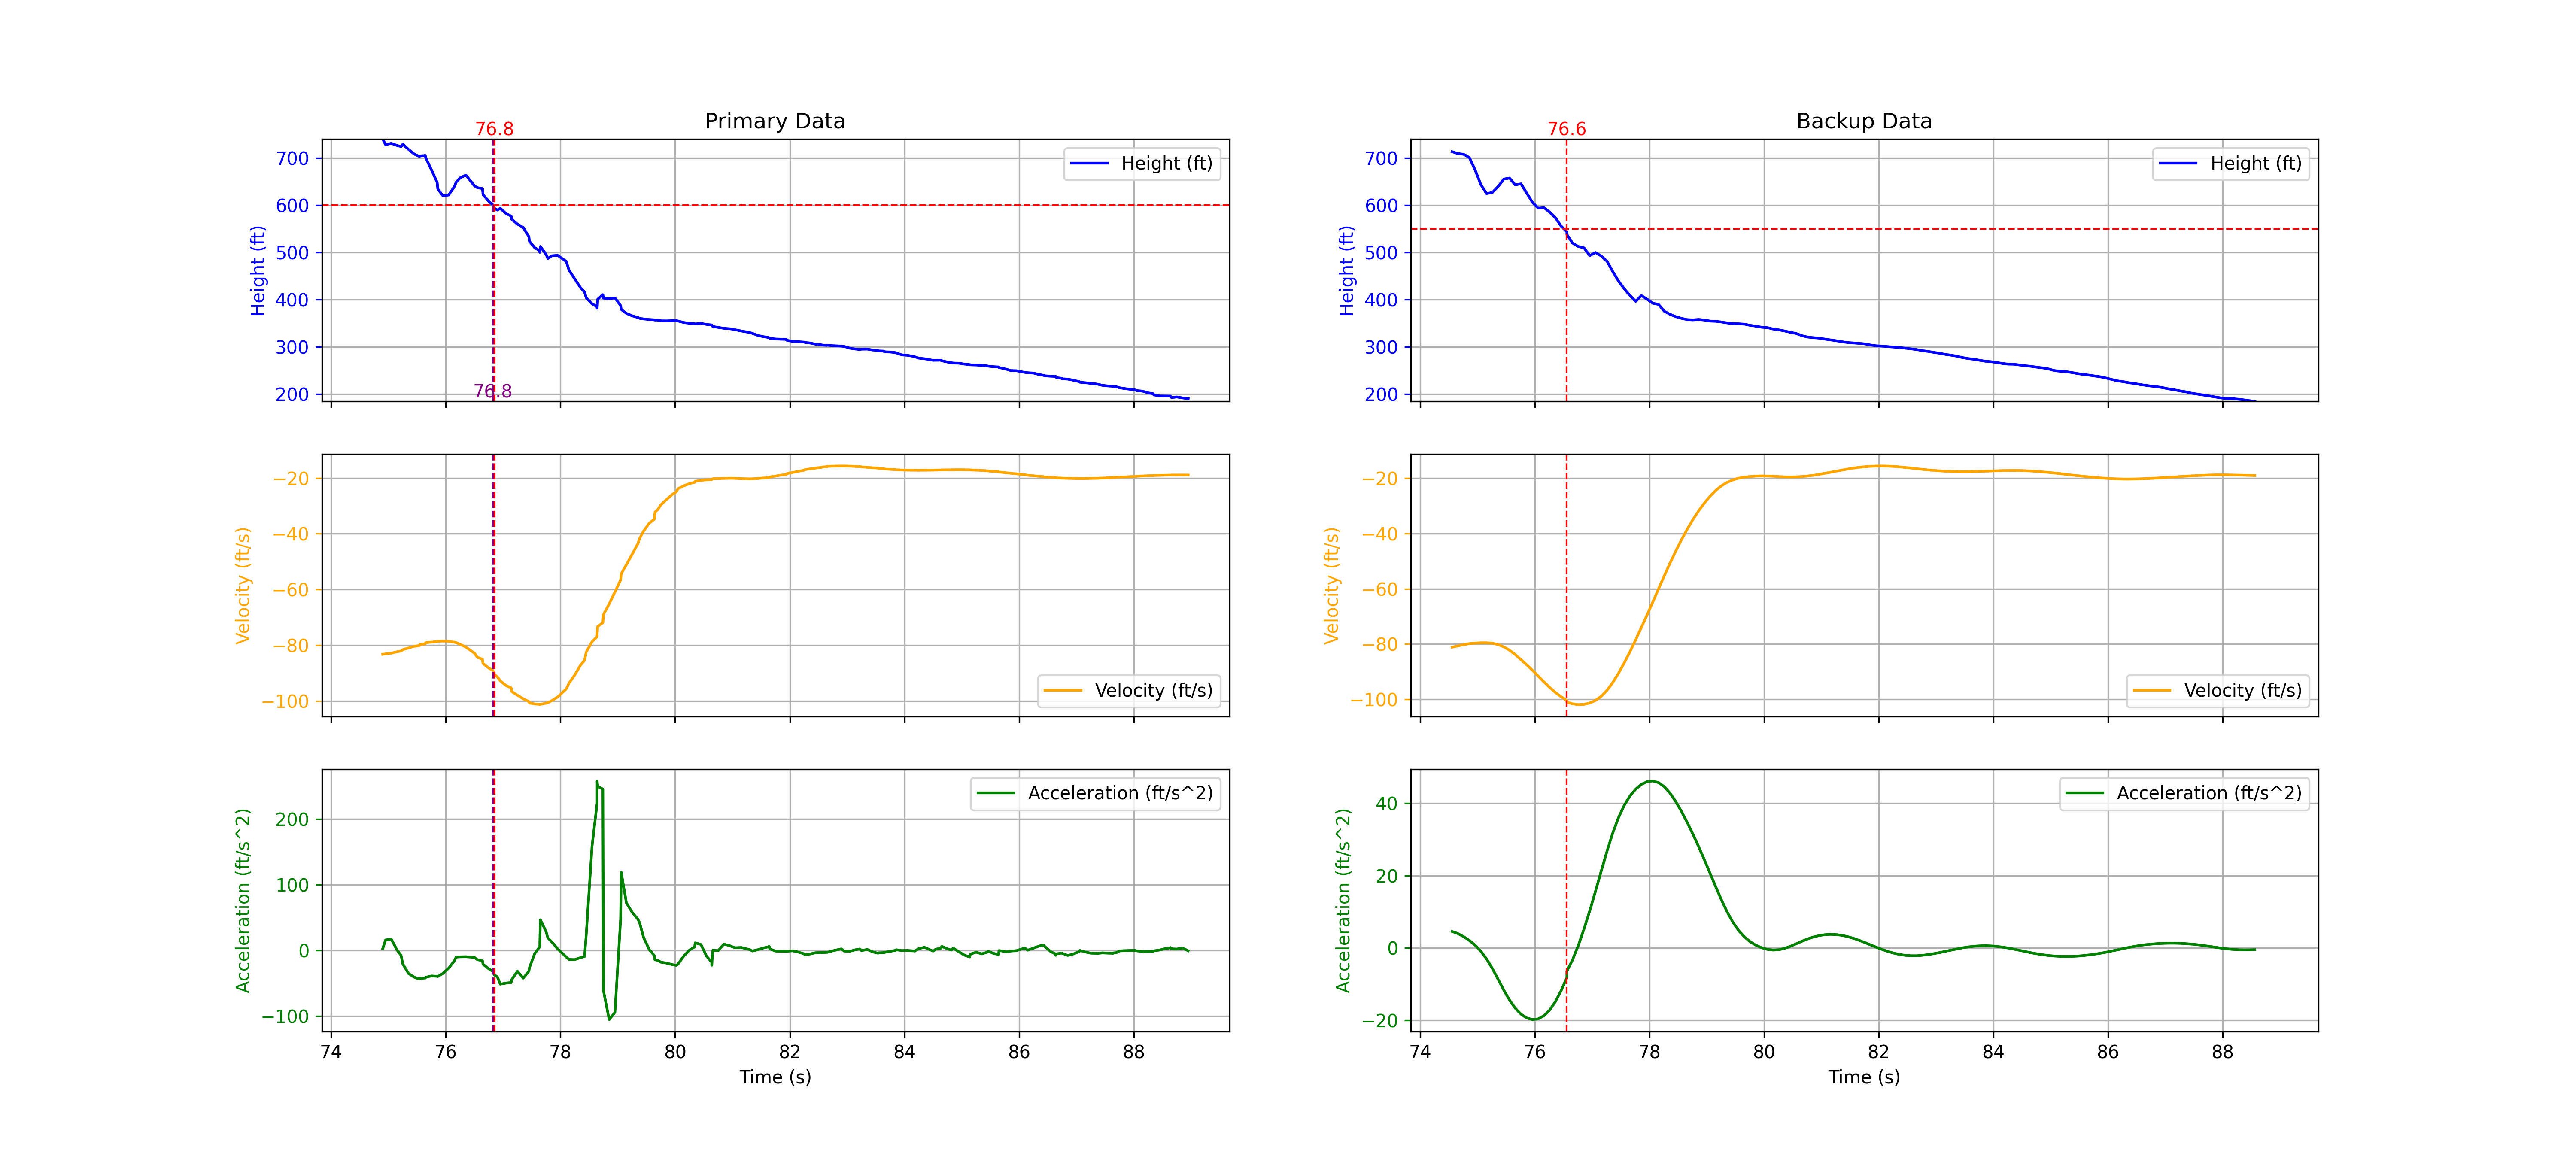 Primary Data
76.8
Height (ft)
700
600
500
400
300
200
Height (ft)
76.8
Velocity (ft/s)
−20
−40
−60
−80
−100
Velocity (ft/s)
Acceleration (ft/s^2)
200
100
0
−100
Acceleration (ft/s^2)
74 76 78 80 82 84 86 88
Time (s)
Backup Data
76.6
Height (ft)
700
600
500
400
300
200
Height (ft)
Velocity (ft/s)
−20
−40
−60
−80
−100
Velocity (ft/s)
Acceleration (ft/s^2)
40
20
0
−20
Acceleration (ft/s^2)
74 76 78 80 82 84 86 88
Time (s)